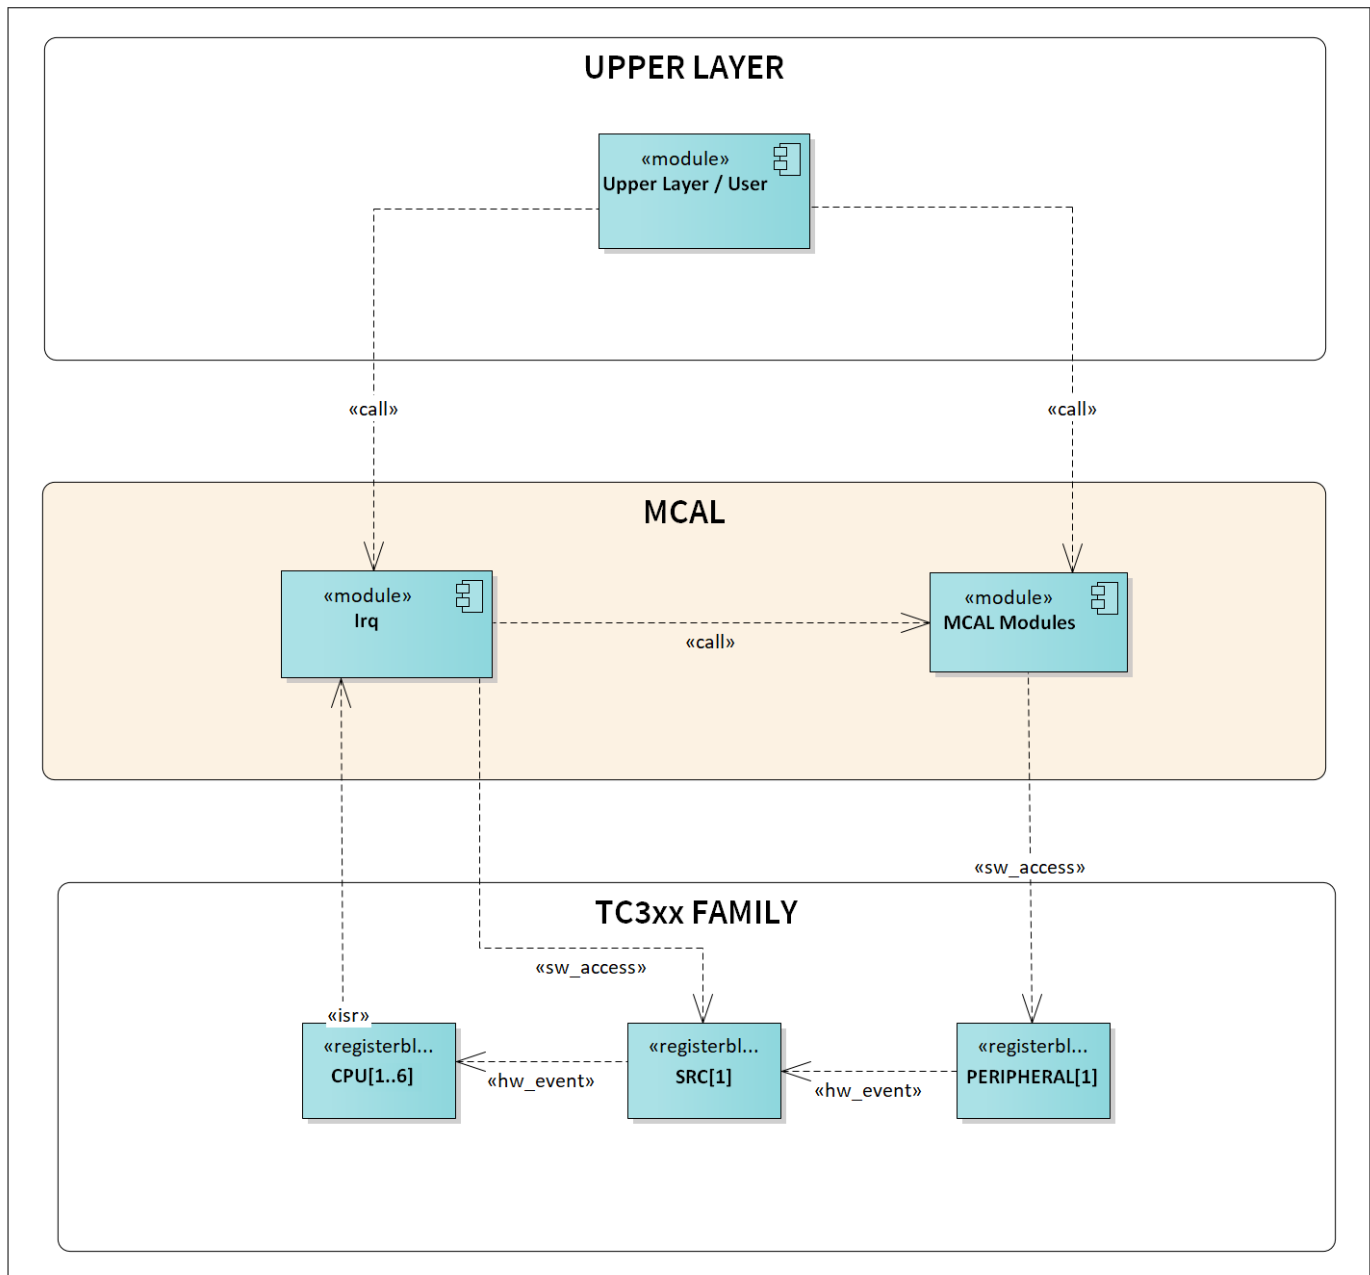 UPPER LAYER
«module»
Upper Layer / User
«call»
«call»
MCAL
«module»
Irq
«module»
MCAL Modules
«call»
«sw_access»
TC3xx FAMILY
«sw_access»
«isr»
«registerbl...
CPU[1..6]
«registerbl...
SRC[1]
«registerbl...
PERIPHERAL[1]
«hw_event»
«hw_event»